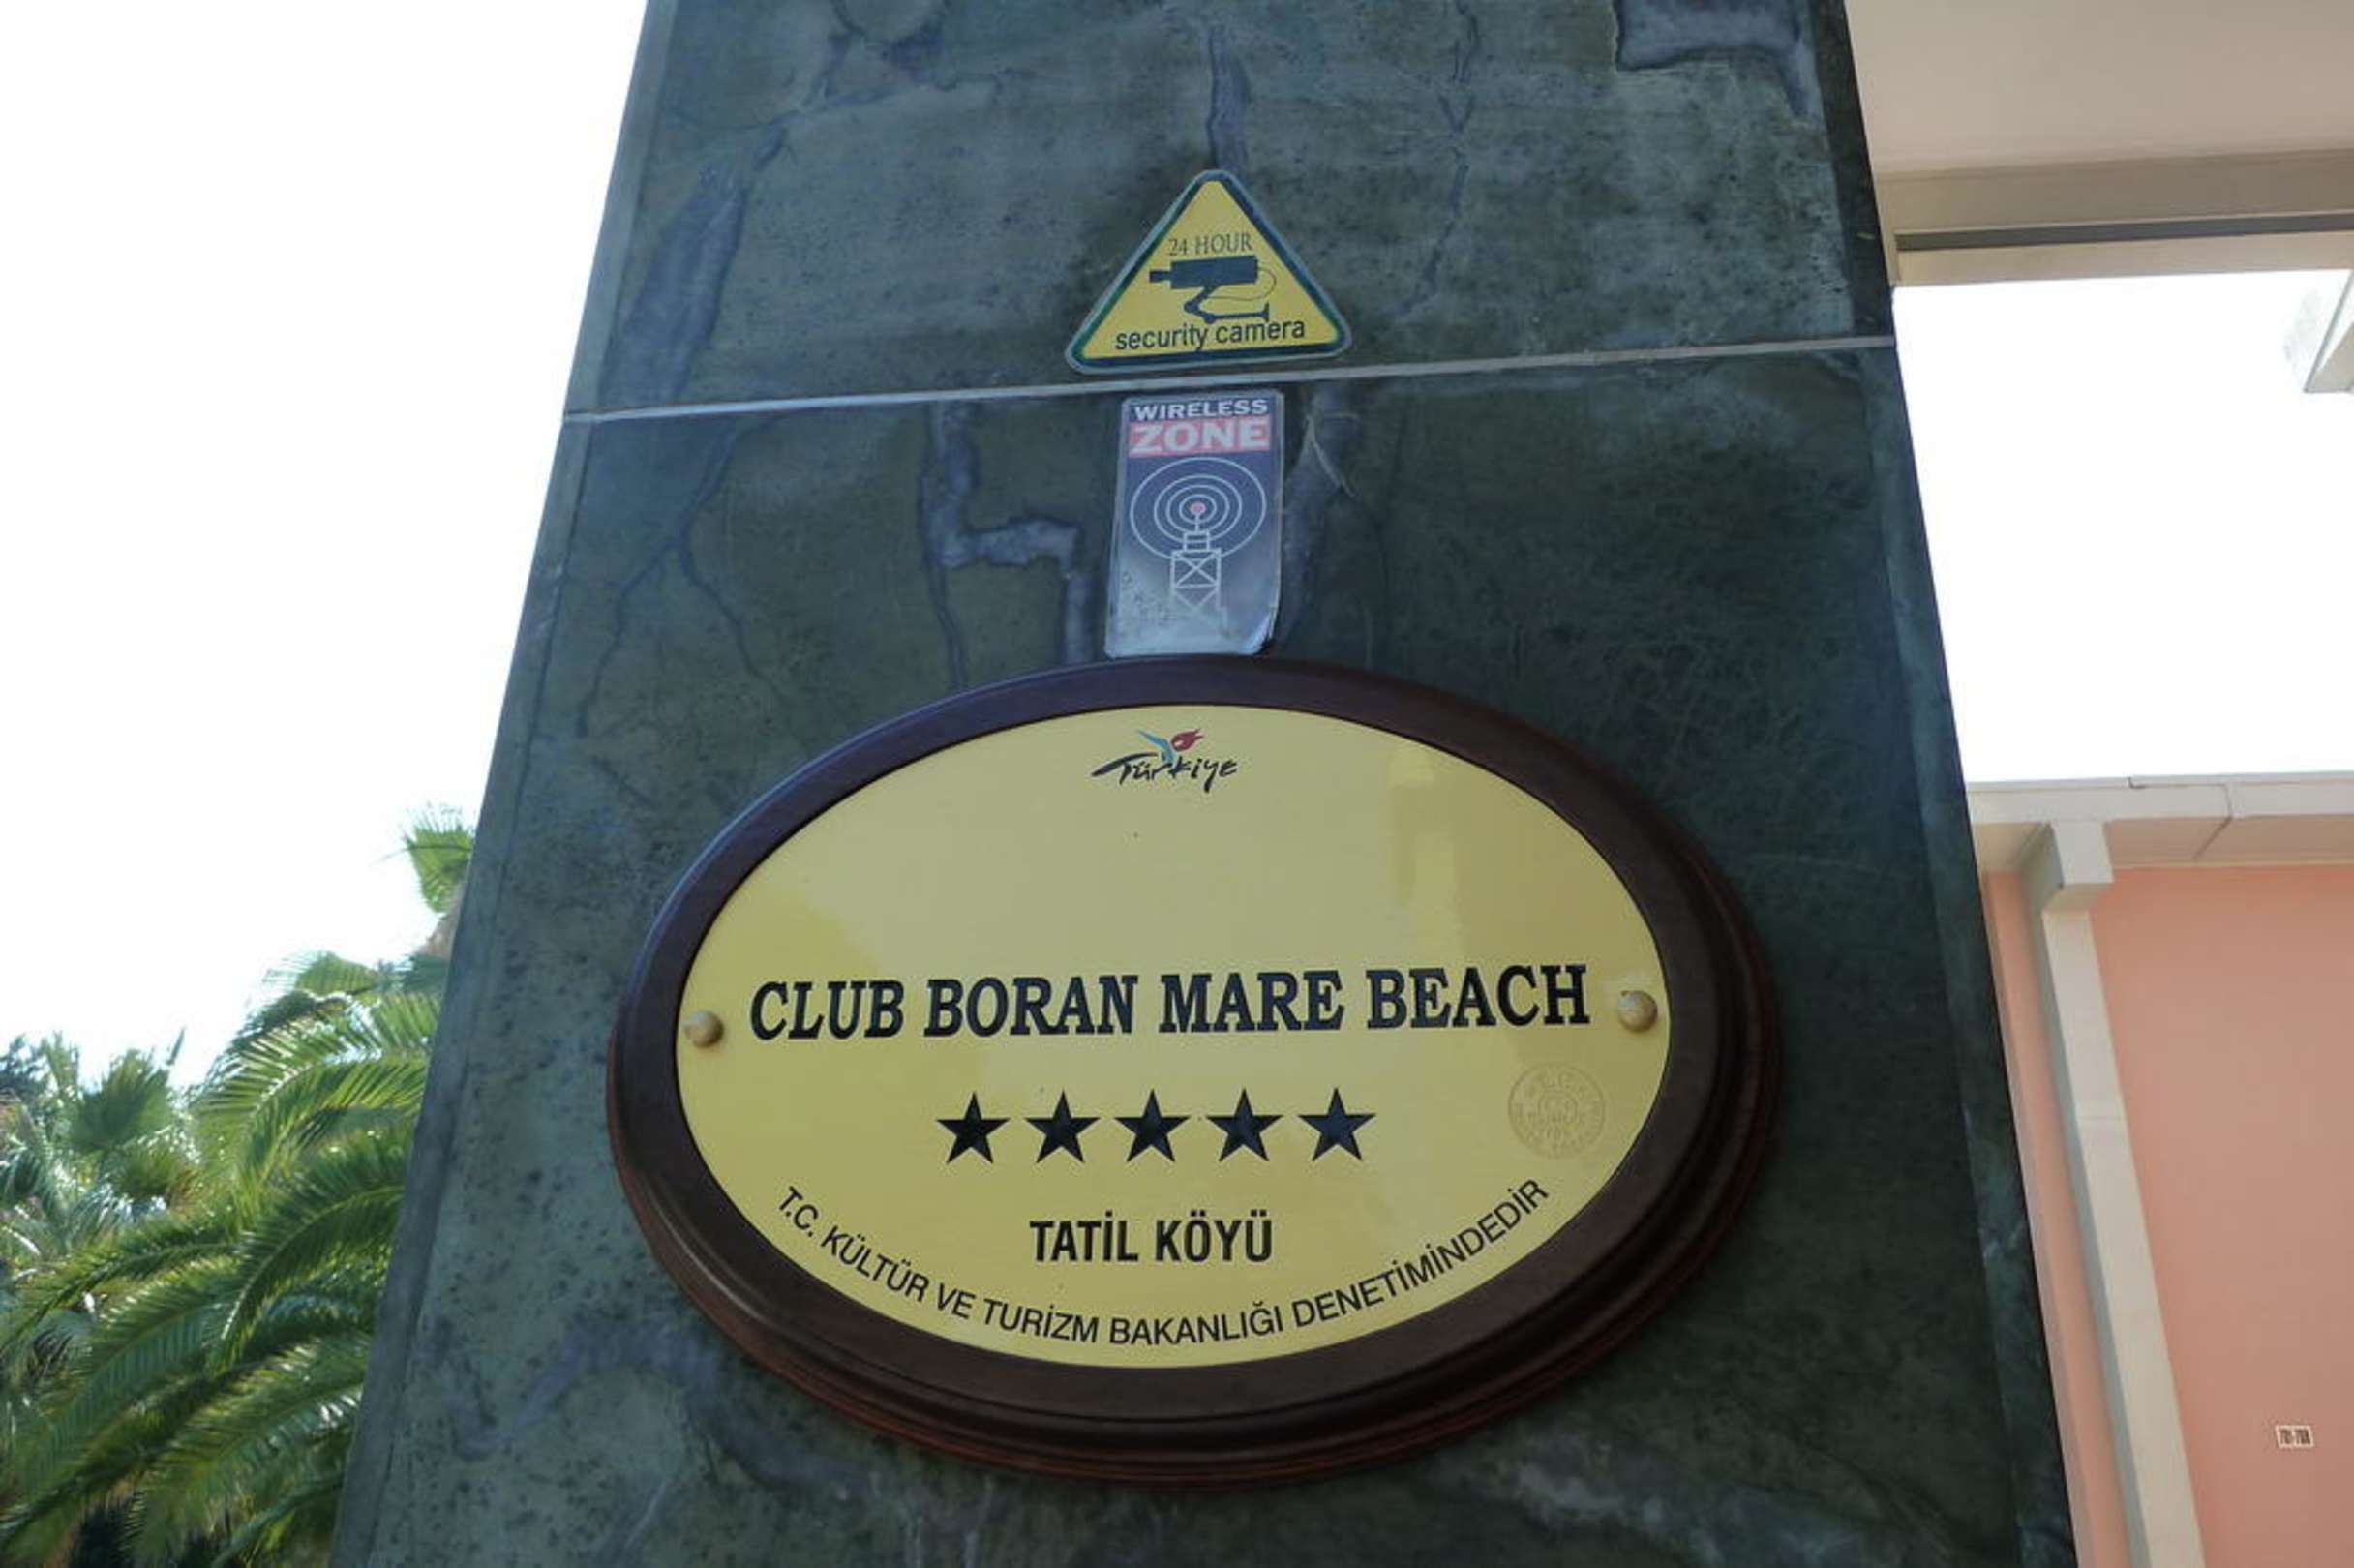 24 HOUR
security camera
WIRELESS
ZONE
Türkiye
CLUB BORAN MARE BEACH
TATİL KÖYÜ
T.C. KÜLTÜR VE TURİZM BAKANLIĞI DENETİMİNDEDİR